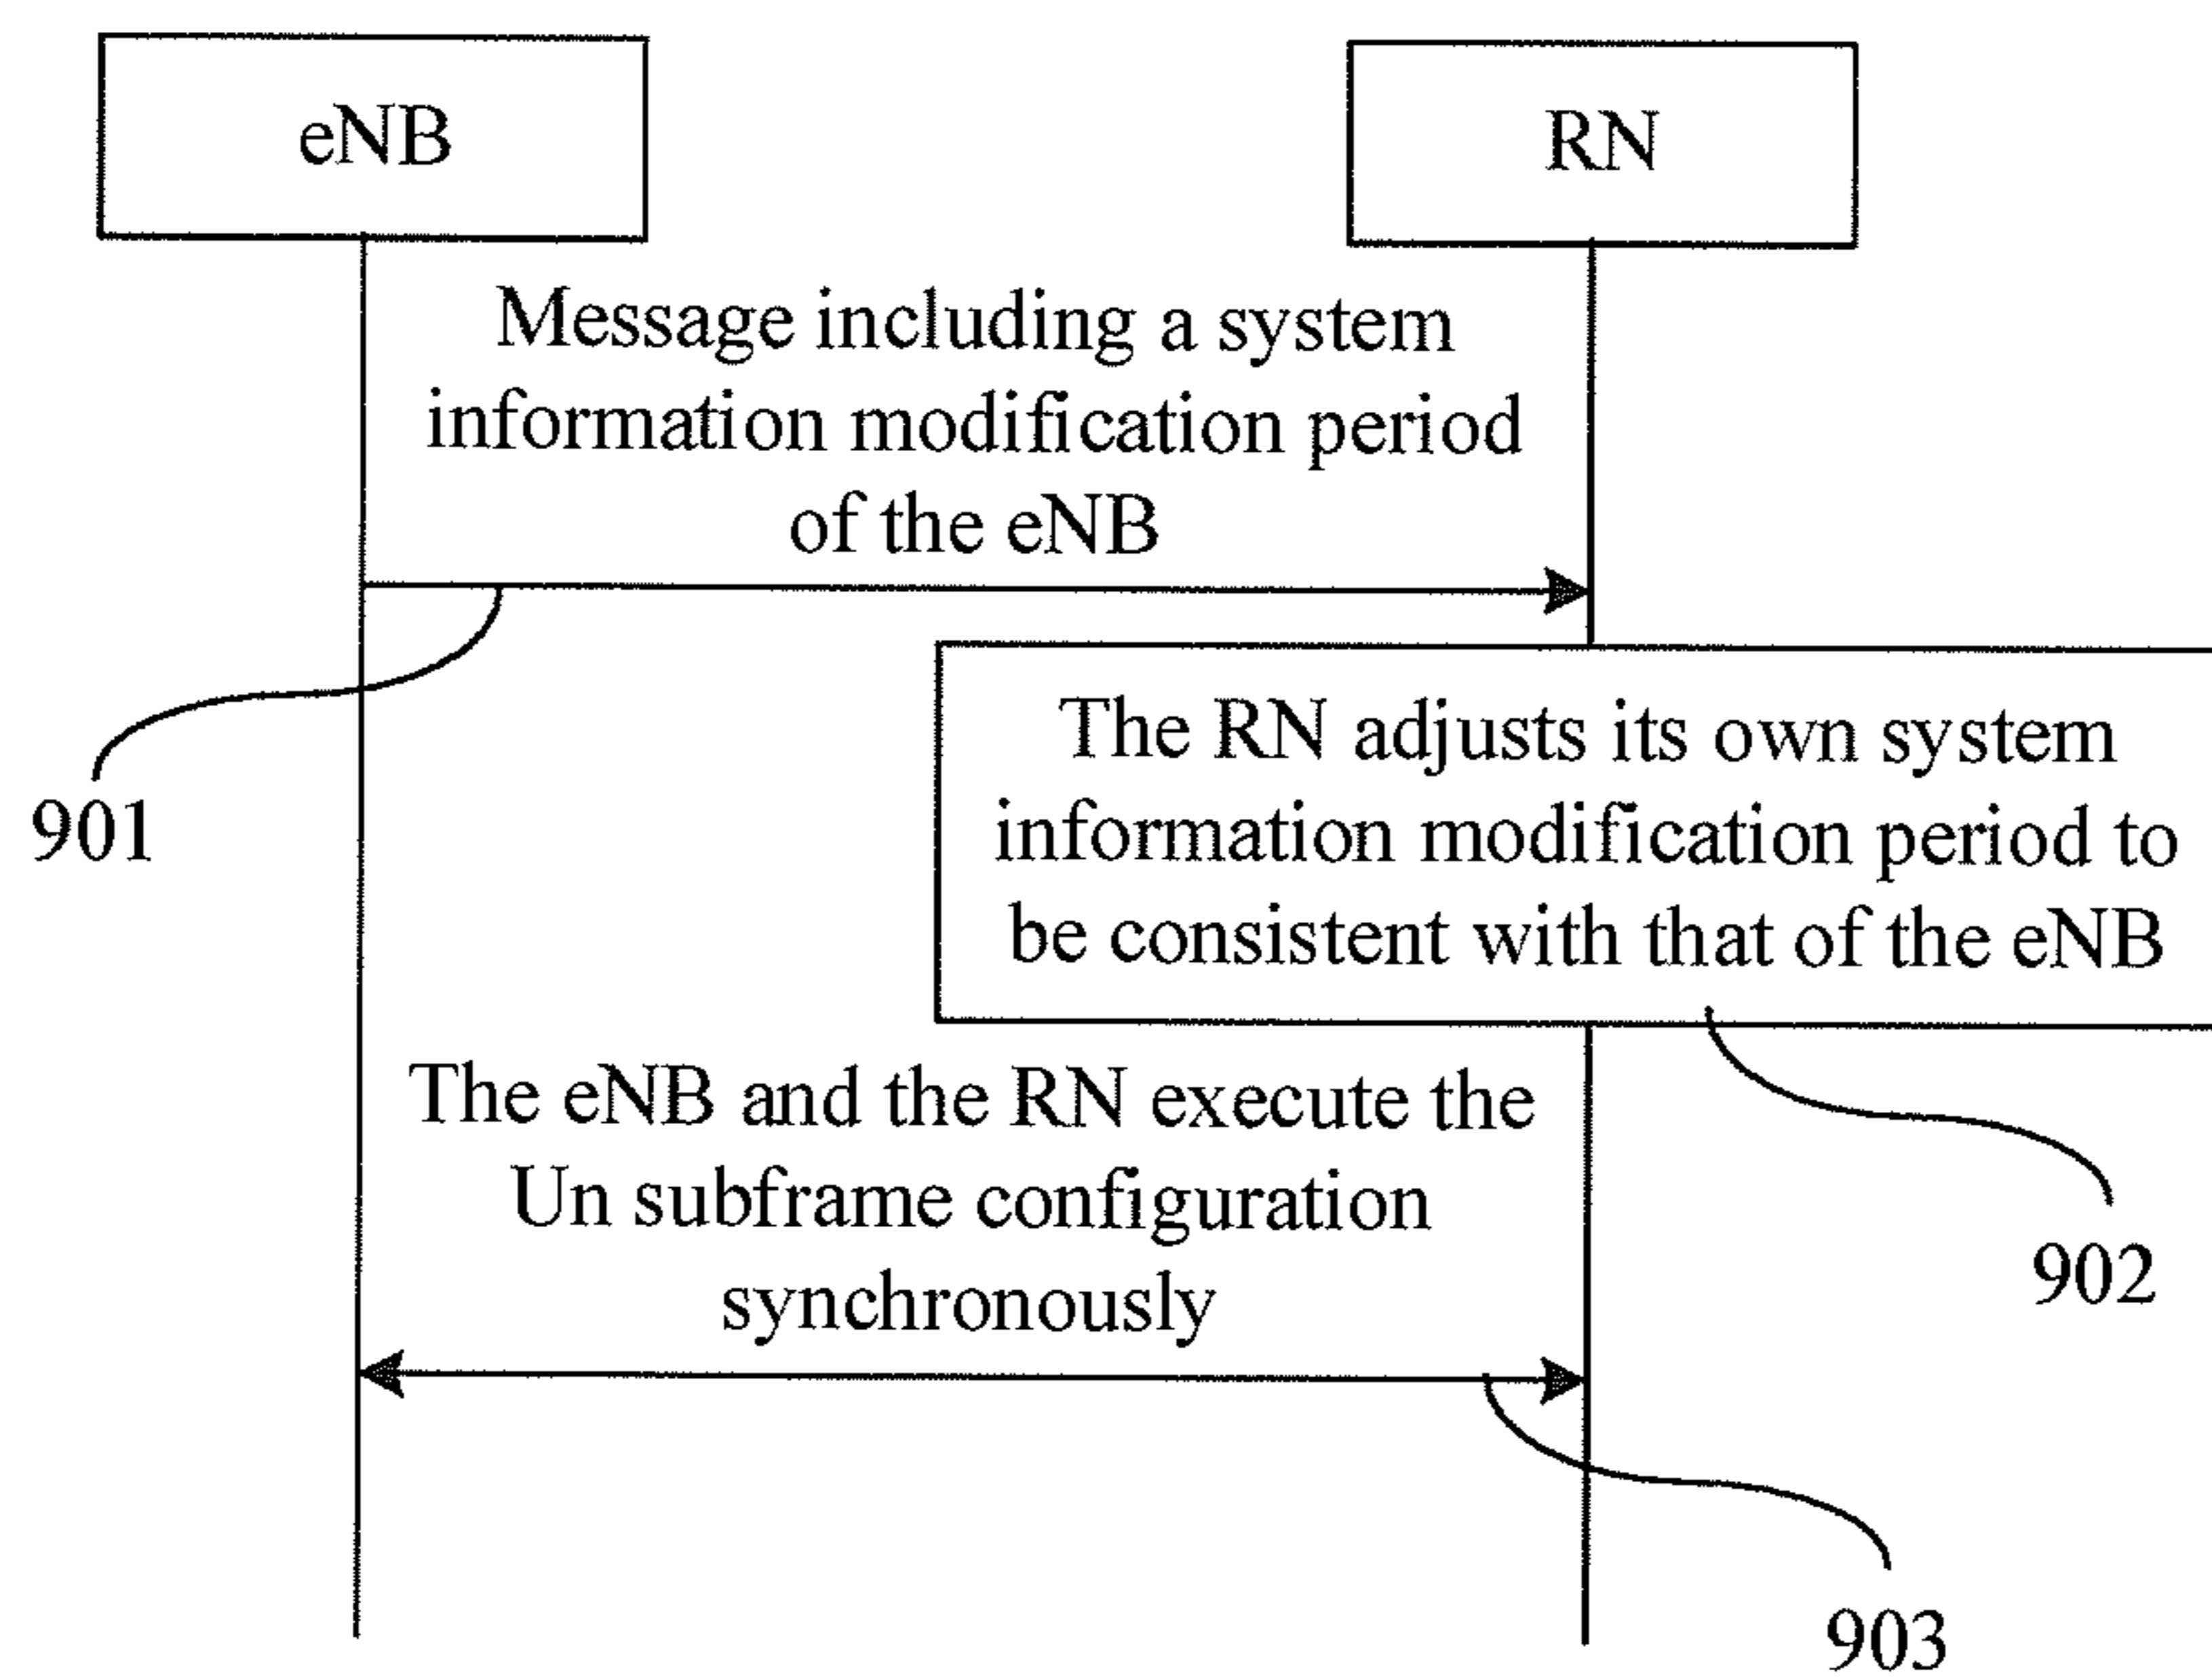 eNB
RN
Message including a system
information modification period
of the eNB
901
The RN adjusts its own system
information modification period to
be consistent with that of the eNB
902
The eNB and the RN execute the
Un subframe configuration
synchronously
903